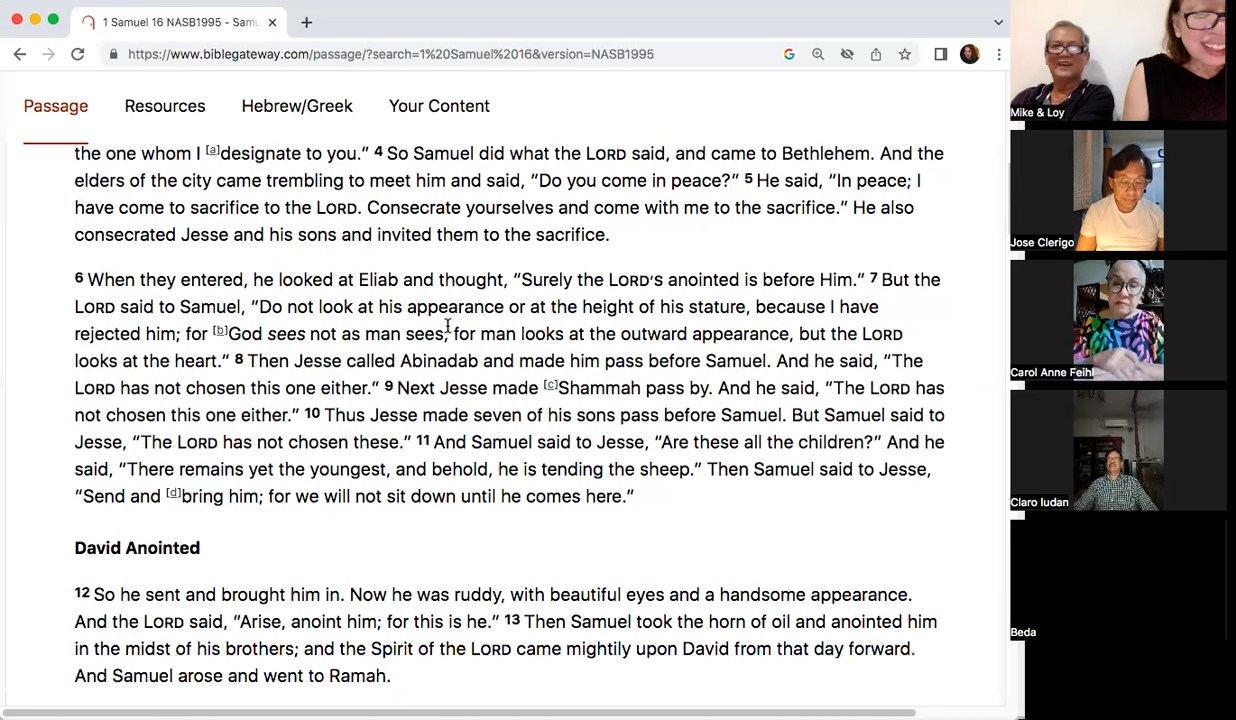 1 Samuel 16 NASB1995 - Samu
https://www.biblegateway.com/passage/?search=1%20Samuel%2016&version=NASB1995
Passage Resources Hebrew/Greek Your Content
the one whom I [a]designate to you.” 4 So Samuel did what the LORD said, and came to Bethlehem. And the
elders of the city came trembling to meet him and said, “Do you come in peace?” 5 He said, “In peace; I
have come to sacrifice to the LORD. Consecrate yourselves and come with me to the sacrifice.” He also
consecrated Jesse and his sons and invited them to the sacrifice.
6 When they entered, he looked at Eliab and thought, “Surely the LORD’S anointed is before Him.” 7 But the
LORD said to Samuel, “Do not look at his appearance or at the height of his stature, because I have
rejected him; for [b]God sees not as man sees, for man looks at the outward appearance, but the LORD
looks at the heart.” 8 Then Jesse called Abinadab and made him pass before Samuel. And he said, “The
LORD has not chosen this one either.” 9 Next Jesse made [c]Shammah pass by. And he said, “The LORD has
not chosen this one either.” 10 Thus Jesse made seven of his sons pass before Samuel. But Samuel said to
Jesse, “The LORD has not chosen these.” 11 And Samuel said to Jesse, “Are these all the children?” And he
said, “There remains yet the youngest, and behold, he is tending the sheep.” Then Samuel said to Jesse,
“Send and [d]bring him; for we will not sit down until he comes here.”
David Anointed
12 So he sent and brought him in. Now he was ruddy, with beautiful eyes and a handsome appearance.
And the LORD said, “Arise, anoint him; for this is he.” 13 Then Samuel took the horn of oil and anointed him
in the midst of his brothers; and the Spirit of the LORD came mightily upon David from that day forward.
And Samuel arose and went to Ramah.
Mike & Loy
Jose Clerigo
Carol Anne Feihl
Claro Iudan
Beda